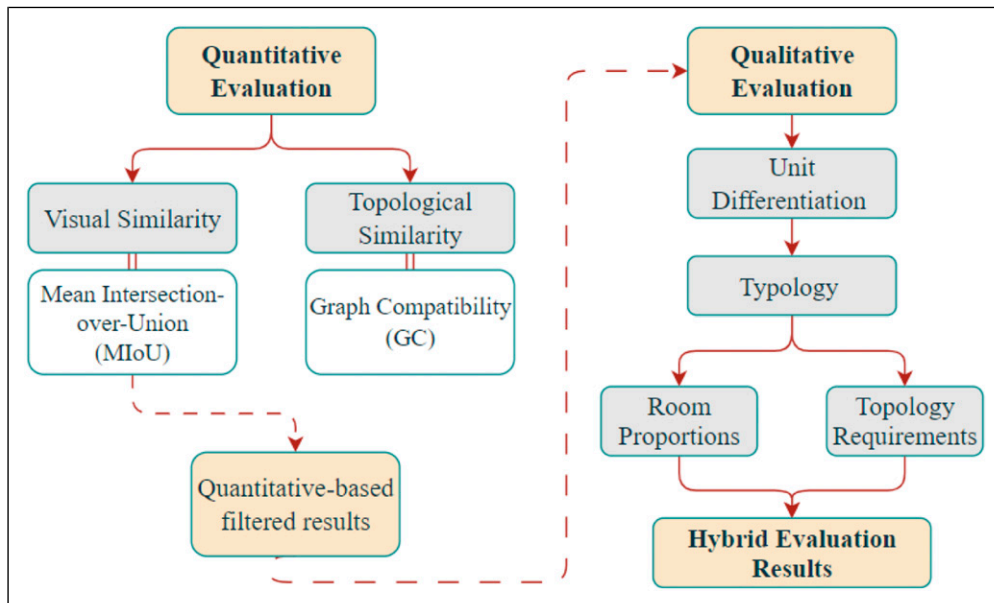 Quantitative
Evaluation
Visual Similarity
Topological
Similarity
Mean Intersection-
over-Union
(MIoU)
Graph Compatibility
(GC)
Quantitative-based
filtered results
Qualitative
Evaluation
Unit
Differentiation
Typology
Room
Proportions
Topology
Requirements
Hybrid Evaluation
Results